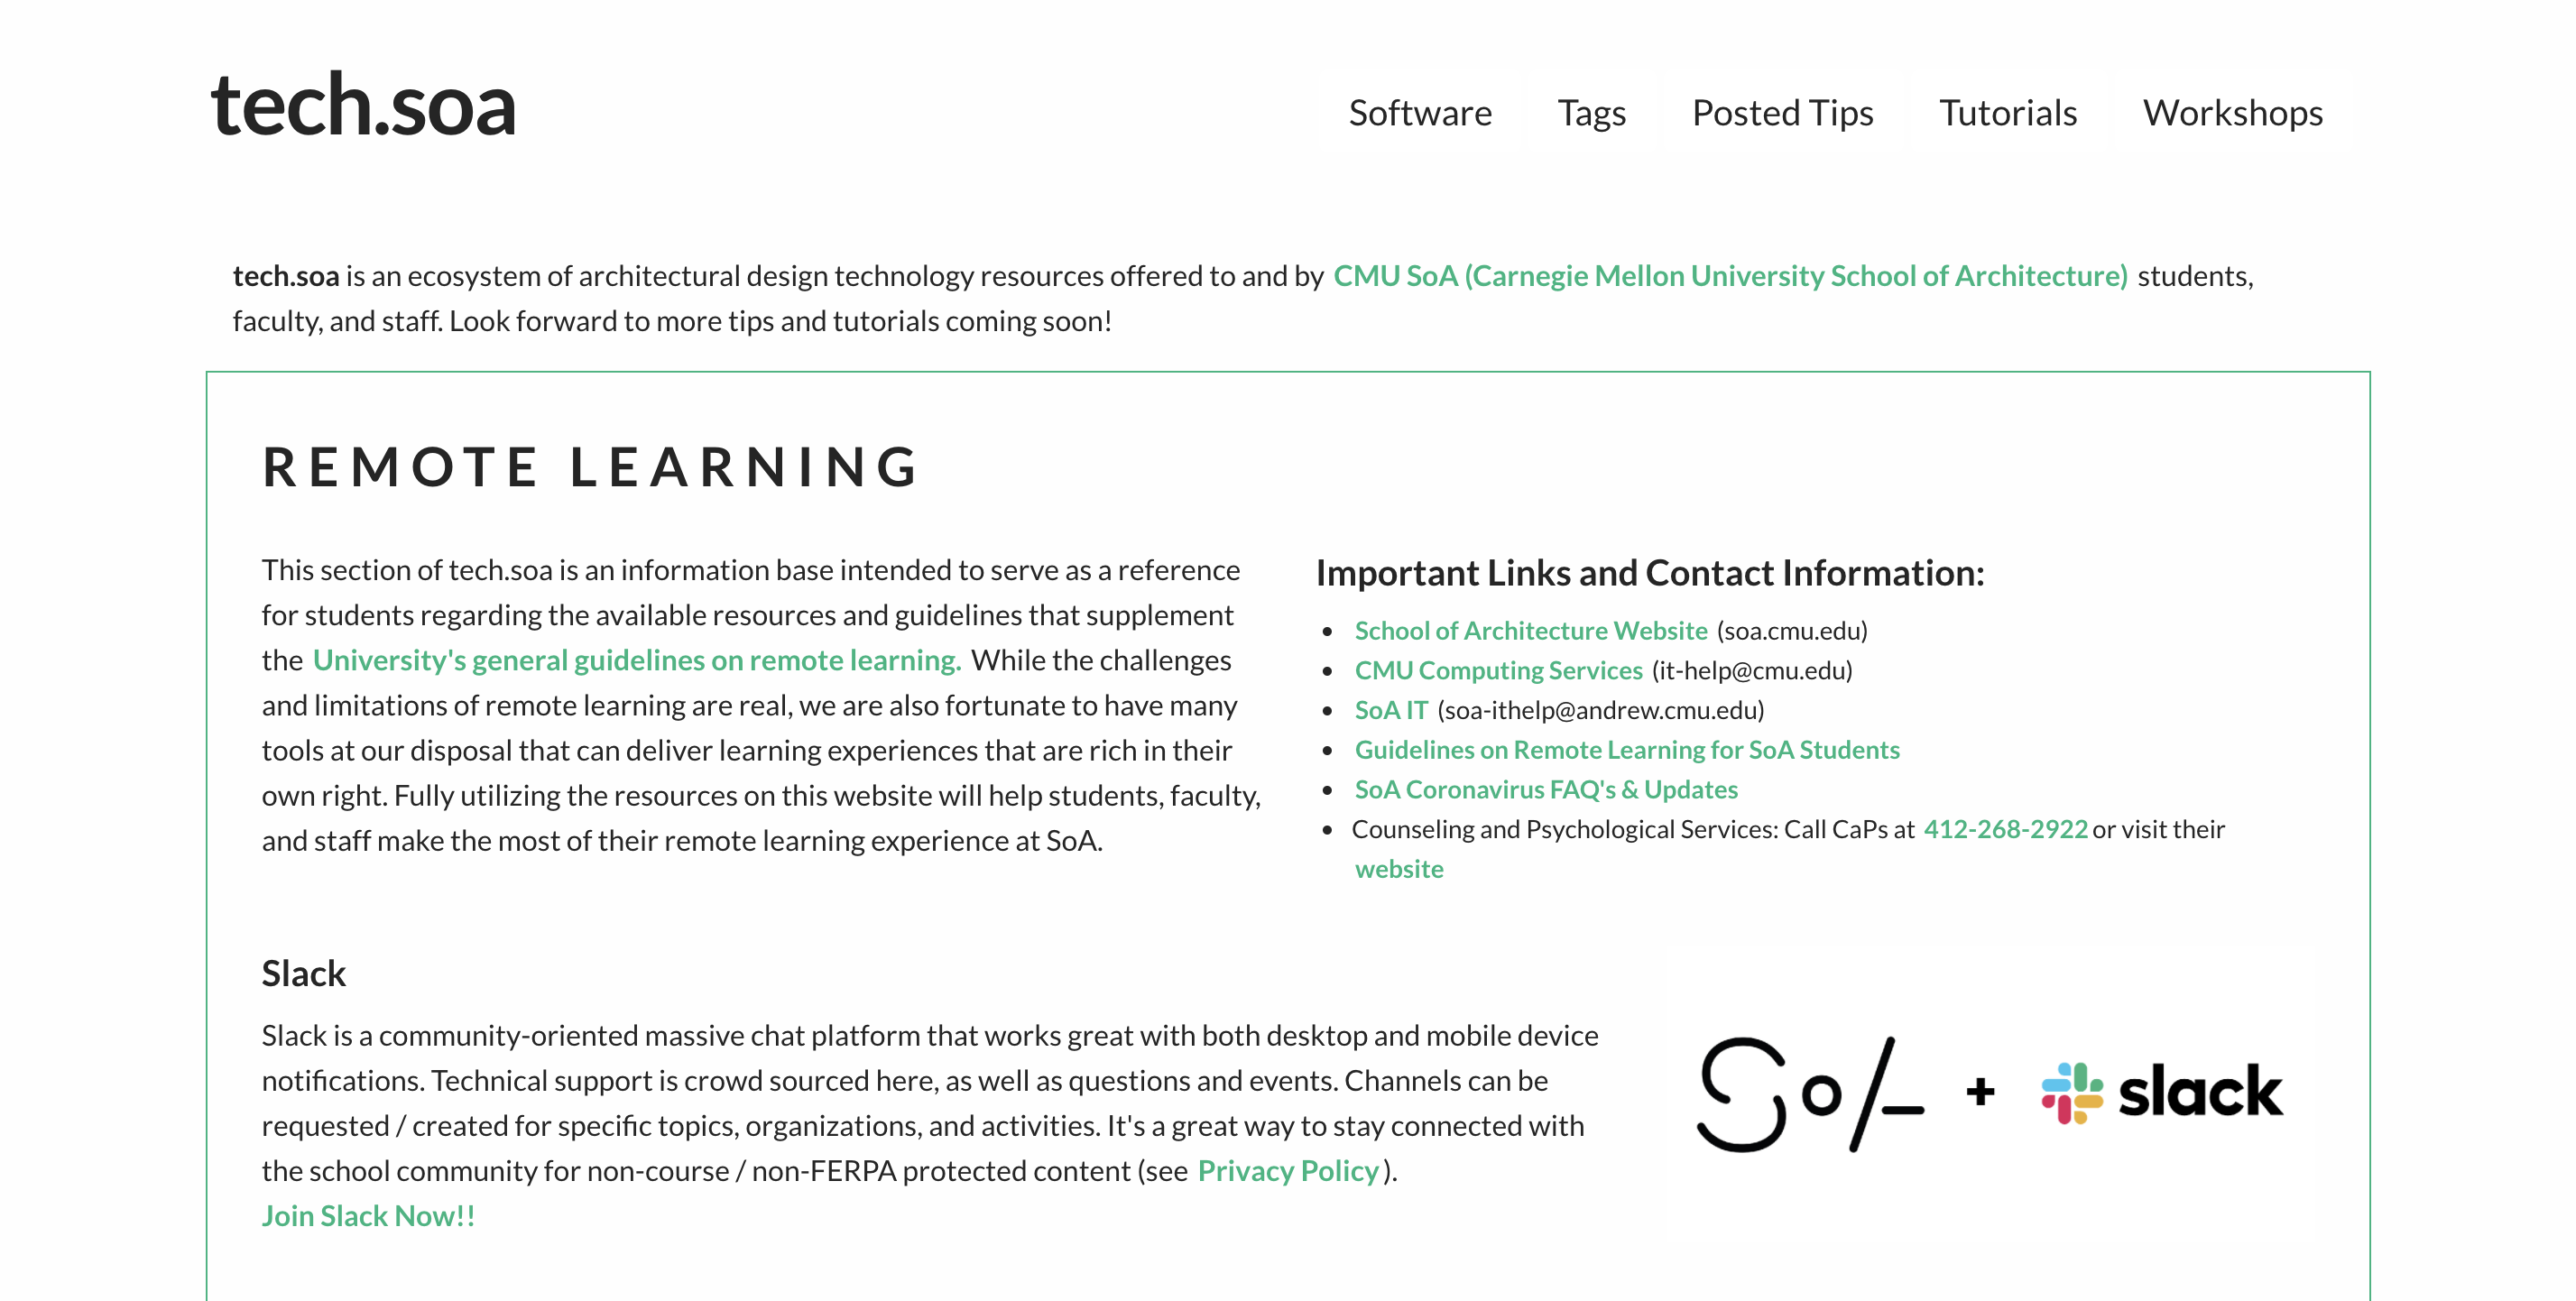 tech.soa
Software Tags Posted Tips Tutorials Workshops
tech.soa is an ecosystem of architectural design technology resources offered to and by CMU SoA (Carnegie Mellon University School of Architecture) students,
faculty, and staff. Look forward to more tips and tutorials coming soon!
REMOTE LEARNING
This section of tech.soa is an information base intended to serve as a reference
for students regarding the available resources and guidelines that supplement
the University's general guidelines on remote learning. While the challenges
and limitations of remote learning are real, we are also fortunate to have many
tools at our disposal that can deliver learning experiences that are rich in their
own right. Fully utilizing the resources on this website will help students, faculty,
and staff make the most of their remote learning experience at SoA.
Important Links and Contact Information:
• School of Architecture Website (soa.cmu.edu)
• CMU Computing Services (it-help@cmu.edu)
• SoA IT (soa-ithelp@andrew.cmu.edu)
• Guidelines on Remote Learning for SoA Students
• SoA Coronavirus FAQ's & Updates
• Counseling and Psychological Services: Call CaPs at 412-268-2922 or visit their
website
Slack
Slack is a community-oriented massive chat platform that works great with both desktop and mobile device
notifications. Technical support is crowd sourced here, as well as questions and events. Channels can be
requested / created for specific topics, organizations, and activities. It's a great way to stay connected with
the school community for non-course / non-FERPA protected content (see Privacy Policy).
Join Slack Now!!
SoA + slack